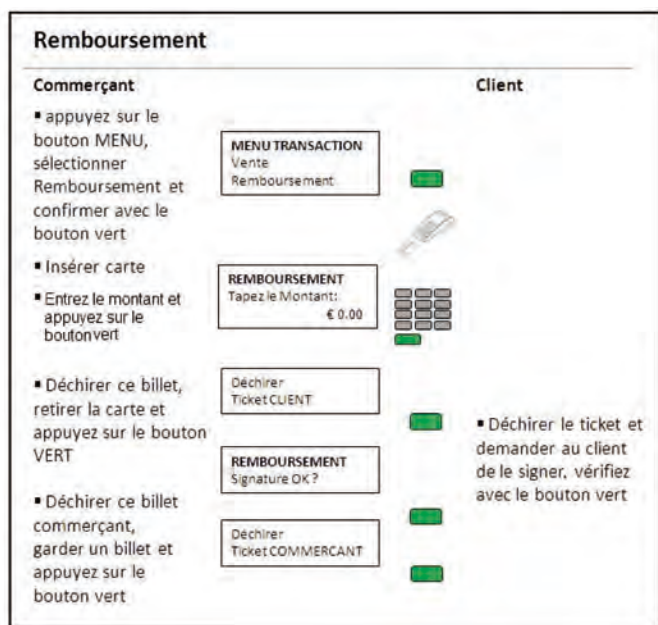 Remboursement
Commerçant
▪ appuyez sur le
bouton MENU,
sélectionner
Remboursement et
confirmer avec le
bouton vert
MENU TRANSACTION
Vente
Remboursement
▪ Insérer carte
▪ Entrez le montant et
appuyez sur le
bouton vert
REMBOURSEMENT
Tapez le Montant:
€ 0.00
▪ Déchirer ce billet,
retirer la carte et
appuyez sur le bouton
VERT
Déchirer
Ticket CLIENT
REMBOURSEMENT
Signature OK ?
▪ Déchirer ce billet
commerçant,
garder un billet et
appuyez sur le
bouton vert
Déchirer
Ticket COMMERCANT
Client
▪ Déchirer le ticket et
demander au client
de le signer, vérifiez
avec le bouton vert